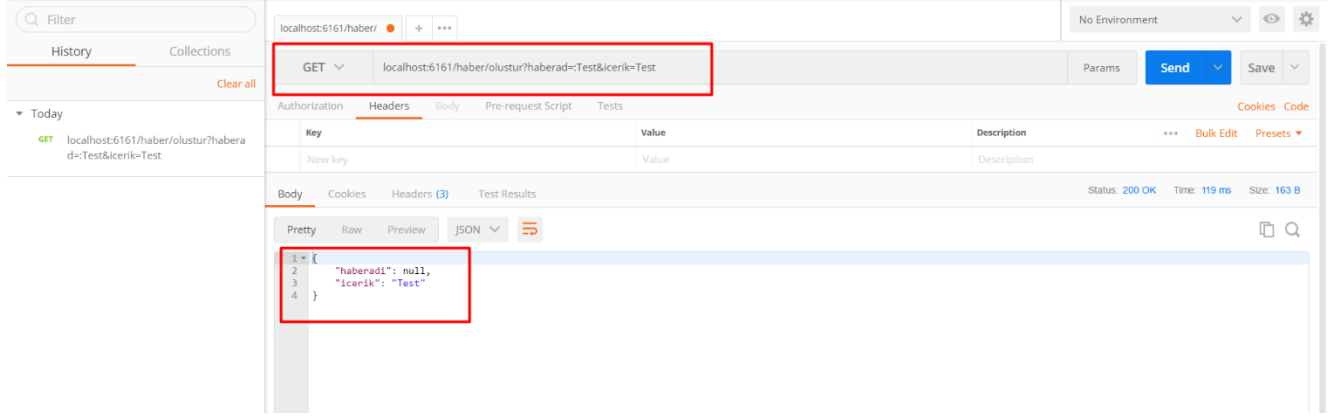 Filter
History Collections
Clear all
Today
GET localhost:6161/haber/olustur?habera
d=:Test&icerik=Test
localhost:6161/haber/
No Environment
GET localhost:6161/haber/olustur?haberad=:Test&icerik=Test
Params Send Save
Authorization Headers Body Pre-request Script Tests
Cookies Code
Key Value Description
Bulk Edit Presets
New key Value Description
Body Cookies Headers (3) Test Results
Status: 200 OK Time: 119 ms Size: 163 B
Pretty Raw Preview JSON
1 {
2 "haberadi": null,
3 "icerik": "Test"
4 }